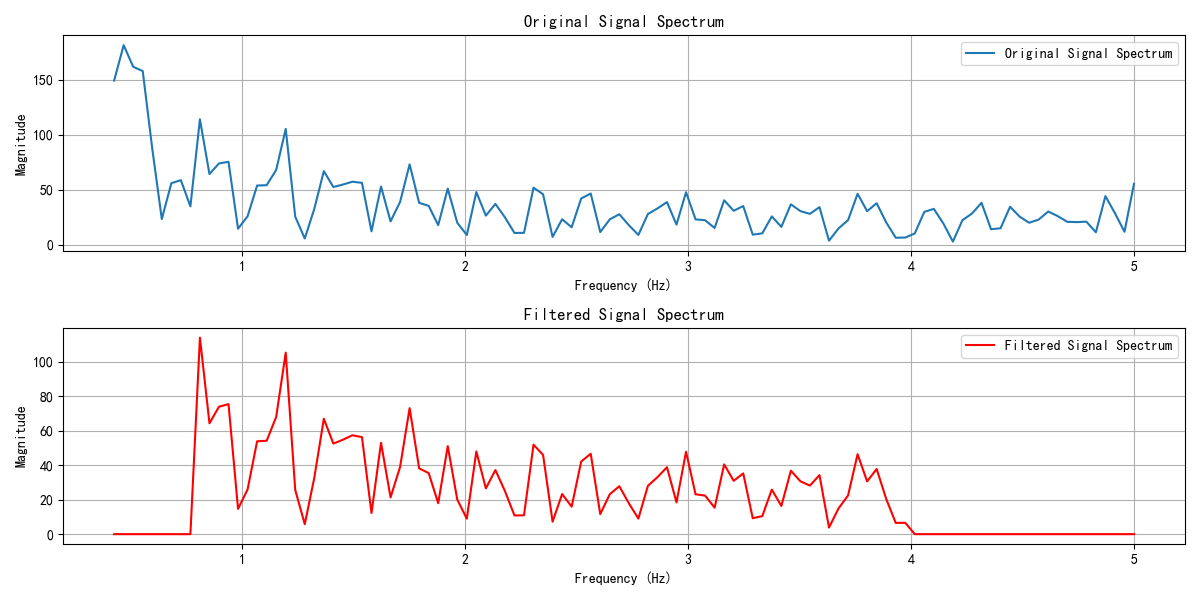 Original Signal Spectrum
Original Signal Spectrum
Magnitude
150
100
50
0
1 2 3 4 5
Frequency (Hz)
Filtered Signal Spectrum
Filtered Signal Spectrum
Magnitude
100
80
60
40
20
0
1 2 3 4 5
Frequency (Hz)